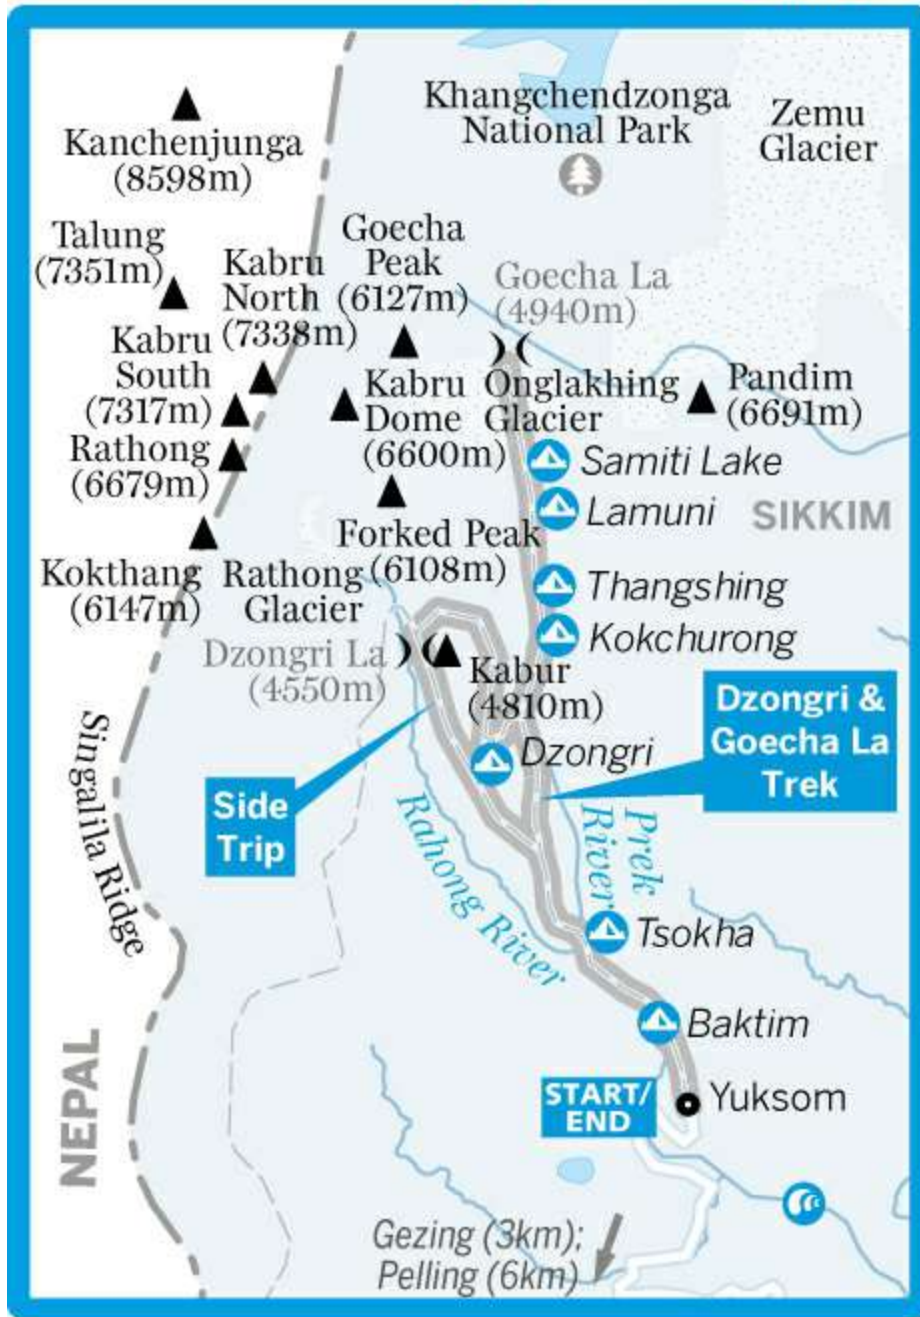 Khangchendzonga
National Park
Zemu
Glacier
Kanchenjunga
(8598m)
Talung
(7351m)
Kabru
North
(7338m)
Goecha
Peak
(6127m)
Goecha La
(4940m)
Kabru
South
(7317m)
Kabru
Dome
(6600m)
Onglakhing
Glacier
Pandim
(6691m)
Rathong
(6679m)
Samiti Lake
Lamuni
SIKKIM
Forked Peak
(6108m)
Kokthang
(6147m)
Rathong
Glacier
Thangshing
Kokchurong
Dzongri La
(4550m)
Kabur
(4810m)
Dzongri &
Goecha La
Trek
Dzongri
Singalila Ridge
Side
Trip
Rahong River
Prek
River
Tsokha
Baktim
NEPAL
START/
END
Yuksom
Gezing (3km);
Pelling (6km)